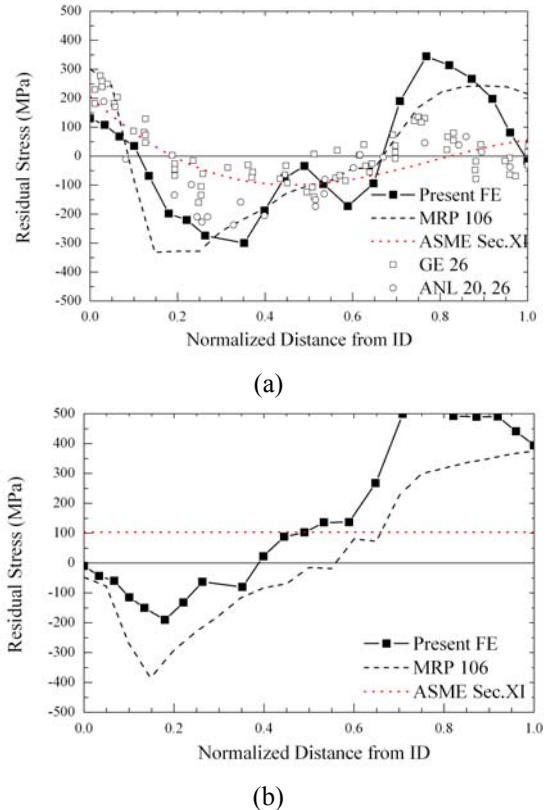 500
400
300
200
100
0
-100
-200
-300
-400
-500
Residual Stress (MPa)
Present FE
MRP 106
ASME Sec.XI
GE 26
ANL 20, 26
0.0 0.2 0.4 0.6 0.8 1.0
Normalized Distance from ID
(a)
500
400
300
200
100
0
-100
-200
-300
-400
-500
Residual Stress (MPa)
Present FE
MRP 106
ASME Sec.XI
0.0 0.2 0.4 0.6 0.8 1.0
Normalized Distance from ID
(b)